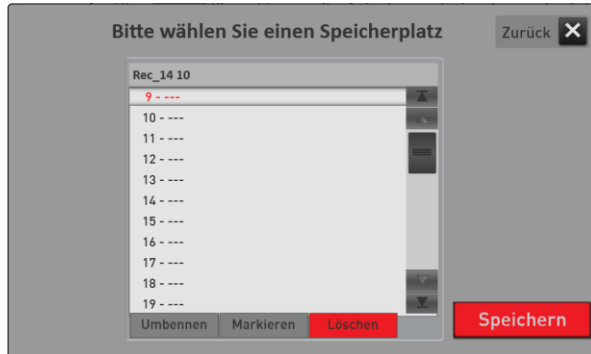 Bitte wählen Sie einen Speicherplatz
Zurück
Rec_14 10
9 - ---
10 - ---
11 - ---
12 - ---
13 - ---
14 - ---
15 - ---
16 - ---
17 - ---
18 - ---
19 - ---
Umbennen Markieren Löschen
Speichern